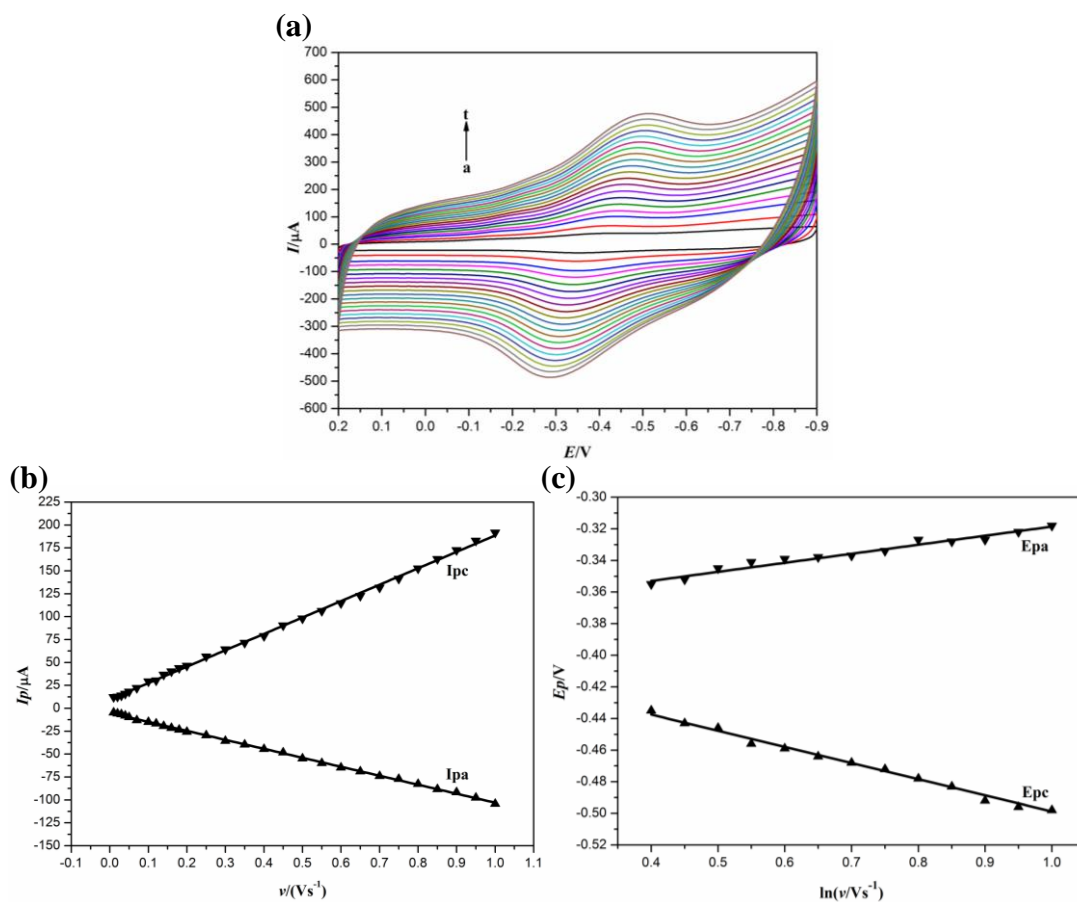 (a)
700
600
500
400
300
200
100
0
-100
-200
-300
-400
-500
-600
I/μA
t
a
0.2 0.1 0.0 -0.1 -0.2 -0.3 -0.4 -0.5 -0.6 -0.7 -0.8 -0.9
E/V
(b)
225
200
175
150
125
100
75
50
25
0
-25
-50
-75
-100
-125
-150
Ip/μA
Ipc
Ipa
-0.1 0.0 0.1 0.2 0.3 0.4 0.5 0.6 0.7 0.8 0.9 1.0 1.1
v/(Vs⁻¹)
(c)
-0.30
-0.32
-0.34
-0.36
-0.38
-0.40
-0.42
-0.44
-0.46
-0.48
-0.50
-0.52
Ep/V
Epa
Epc
0.4 0.5 0.6 0.7 0.8 0.9 1.0
ln(v/Vs⁻¹)